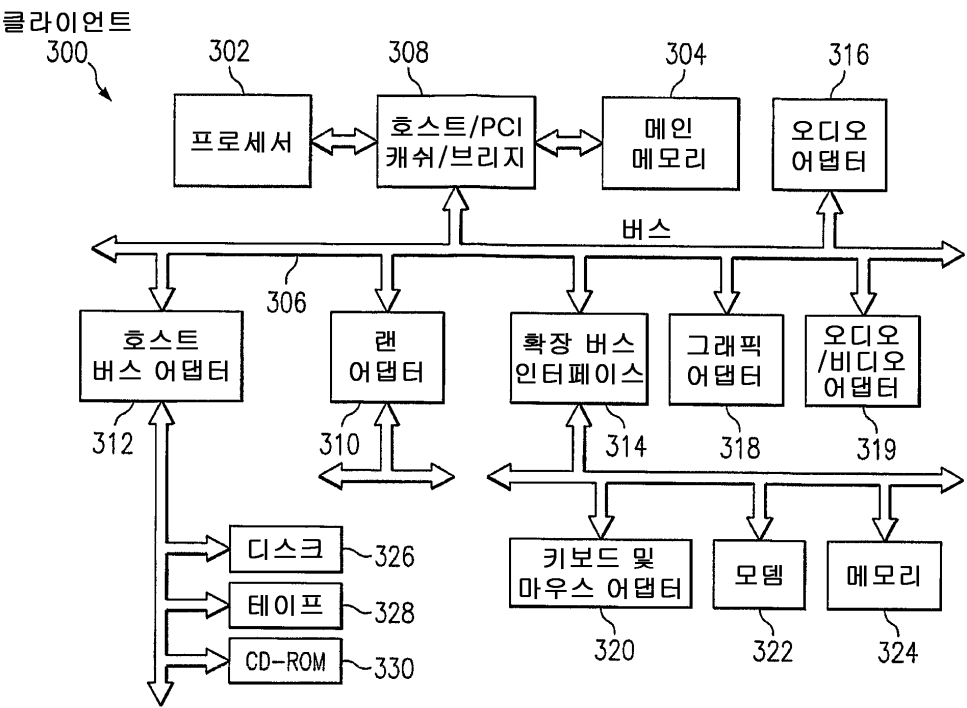 클라이언트
300
302
308
304
316
프로세서
호스트/PCI
캐쉬/브리지
메인
메모리
오디오
어댑터
버스
306
호스트
버스 어댑터
랜
어댑터
확장 버스
인터페이스
그래픽
어댑터
오디오
/비디오
어댑터
312
310
314
318
319
디스크
326
테이프
328
CD-ROM
330
키보드 및
마우스 어댑터
모뎀
메모리
320
322
324